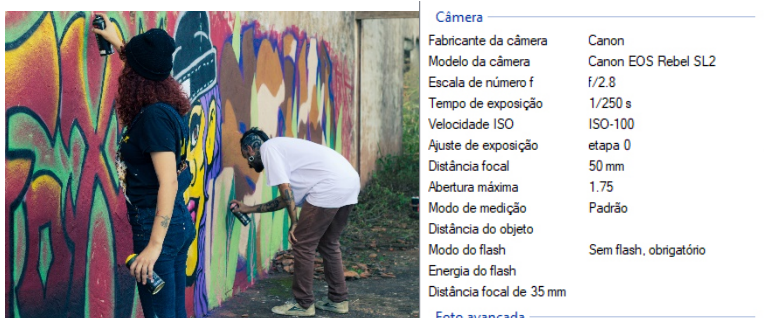 Câmera
Fabricante da câmera Canon
Modelo da câmera Canon EOS Rebel SL2
Escala de número f f/2.8
Tempo de exposição 1/250 s
Velocidade ISO ISO-100
Ajuste de exposição etapa 0
Distância focal 50 mm
Abertura máxima 1.75
Modo de medição Padrão
Distância do objeto
Modo do flash Sem flash, obrigatório
Energia do flash
Distância focal de 35 mm
Foto avançada